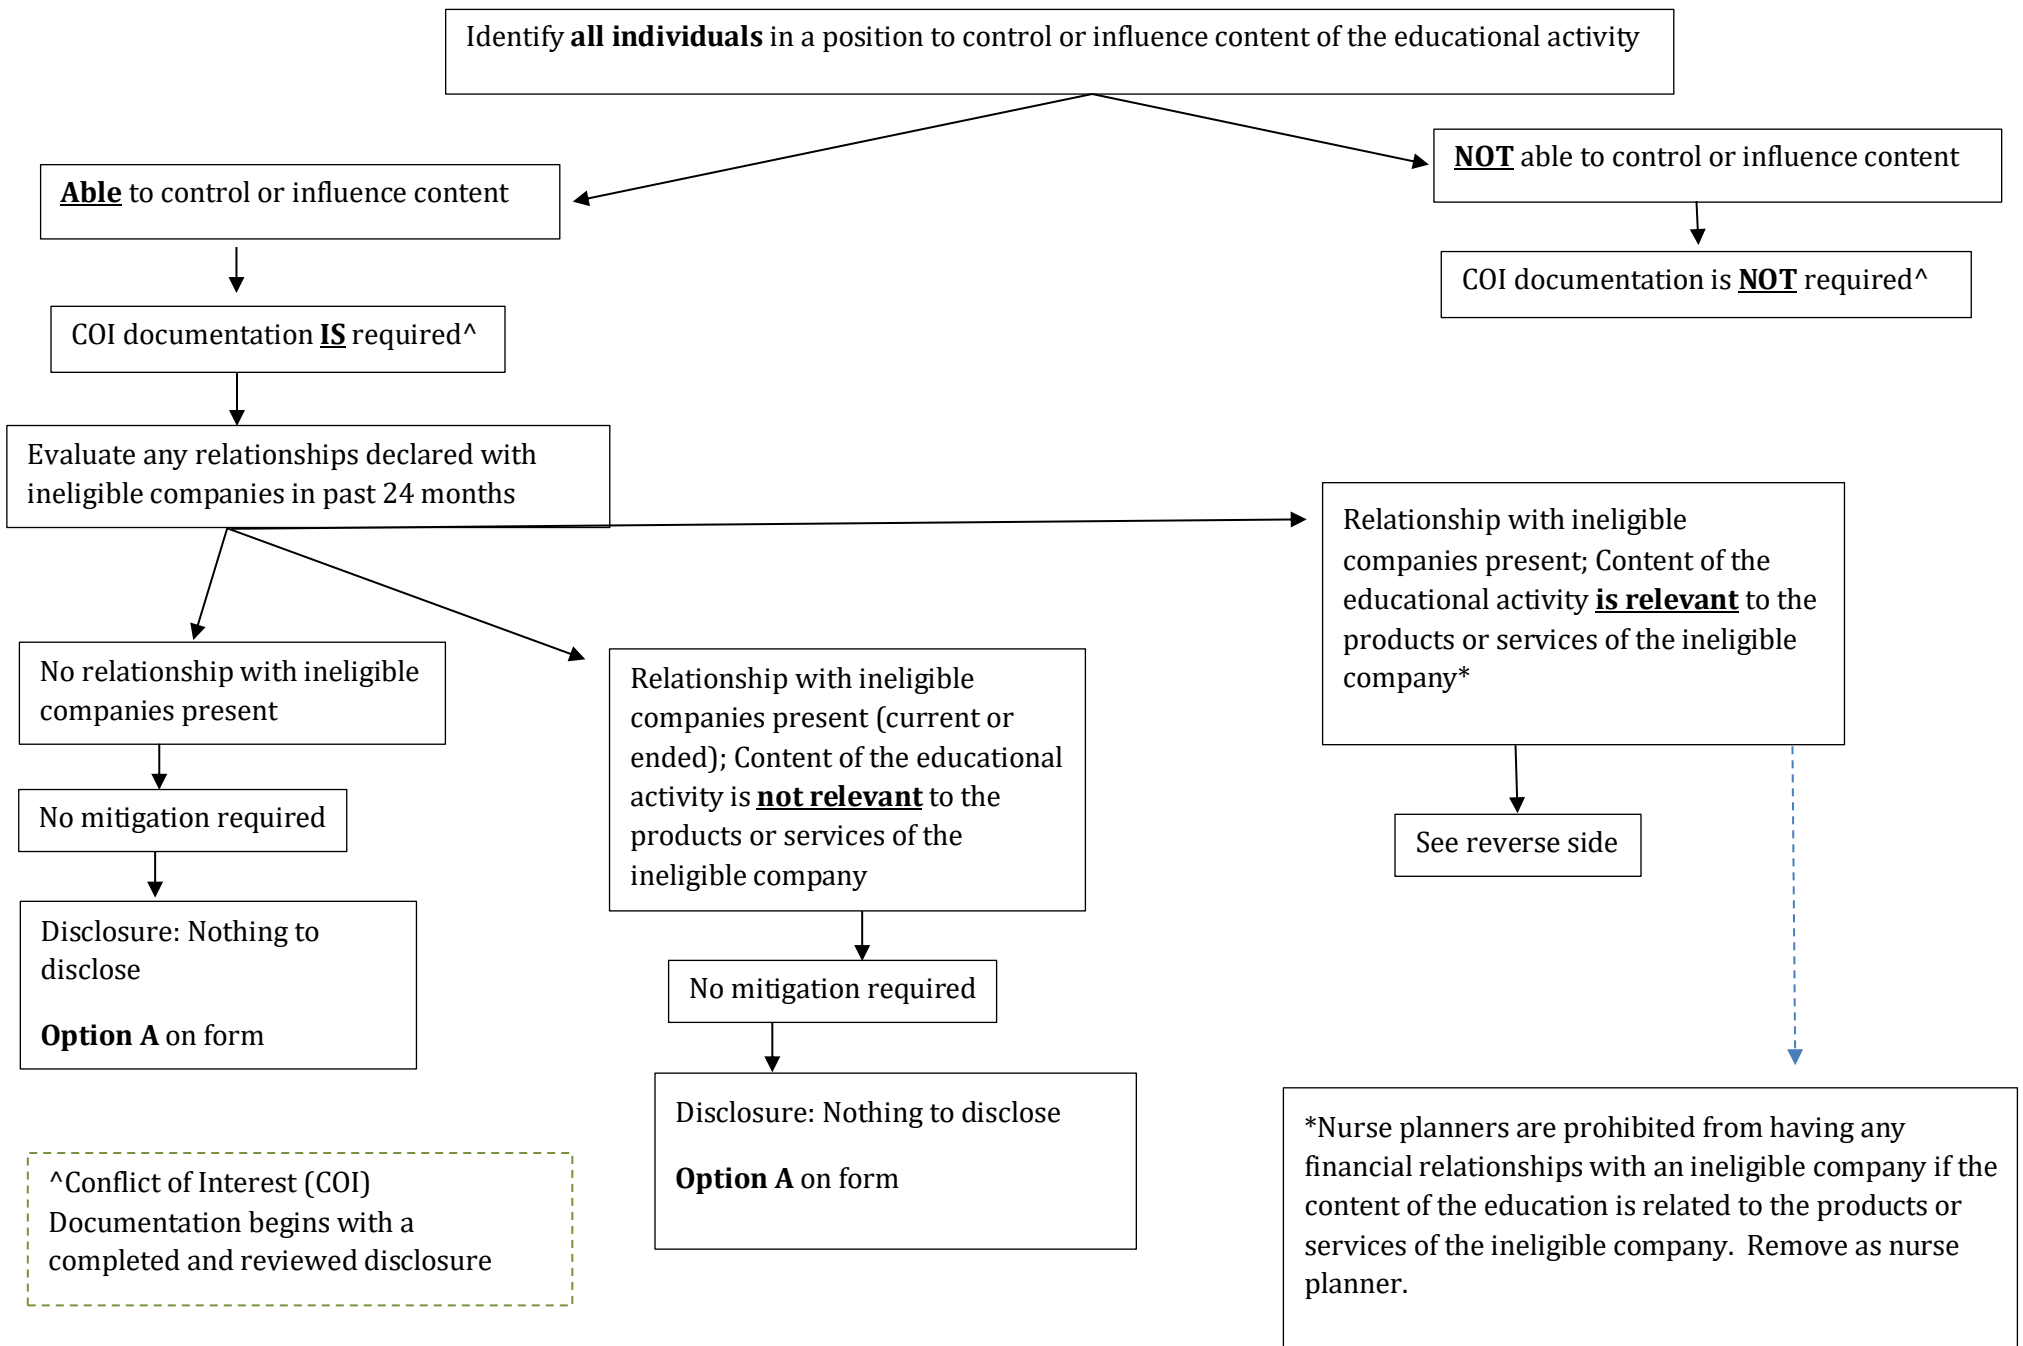 Identify all individuals in a position to control or influence content of the educational activity
Able to control or influence content
NOT able to control or influence content
COI documentation IS required^
COI documentation is NOT required^
Evaluate any relationships declared with
ineligible companies in past 24 months
No relationship with ineligible
companies present
No mitigation required
Disclosure: Nothing to
disclose
Option A on form
Relationship with ineligible
companies present (current or
ended); Content of the educational
activity is not relevant to the
products or services of the
ineligible company
No mitigation required
Disclosure: Nothing to disclose
Option A on form
Relationship with ineligible
companies present; Content of the
educational activity is relevant to the
products or services of the ineligible
company*
See reverse side
*Nurse planners are prohibited from having any
financial relationships with an ineligible company if the
content of the education is related to the products or
services of the ineligible company.  Remove as nurse
planner.
^Conflict of Interest (COI)
Documentation begins with a
completed and reviewed disclosure